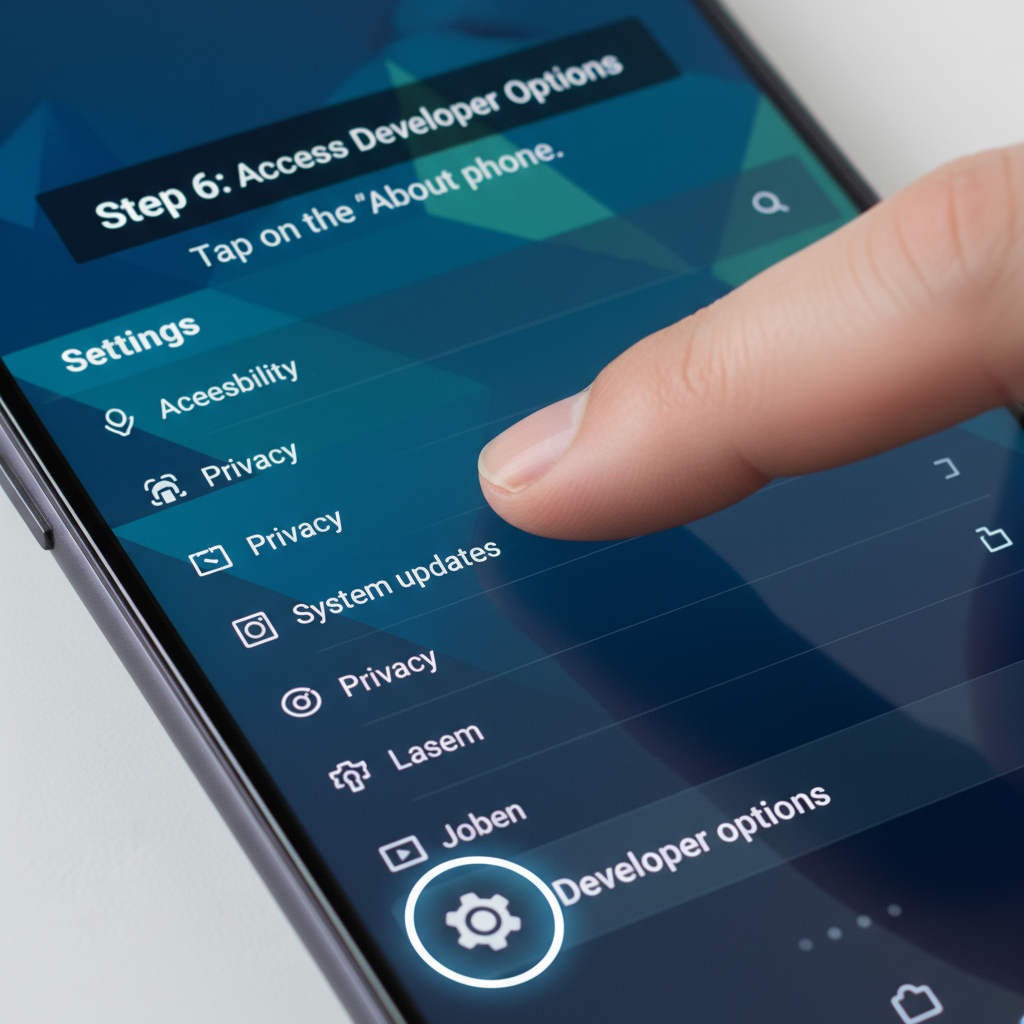 Step 6: Access Developer Options
Tap on the "About phone.
Settings
Aceesbility
Privacy
Privacy
System updates
Privacy
Lasem
Joben
Developer options